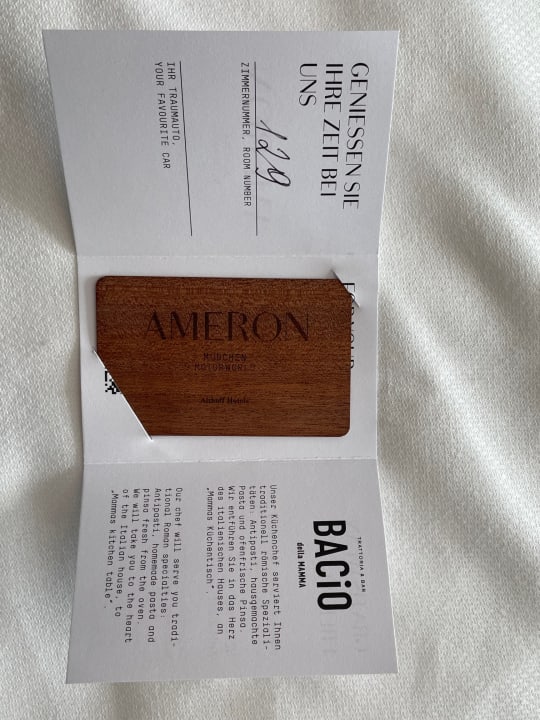 GENIESSEN SIE
IHRE ZEIT BEI
UNS
129
ZIMMERNUMMER, ROOM NUMBER
IHR TRAUMAUTO,
YOUR FAVOURITE CAR
AMERON
MÜNCHEN
MOTORWORLD
Althoff Hotels
TRATTORIA & BAR
BACiO
della MAMMA
Unser Küchenchef serviert Ihnen
traditionell römische Speziali-
täten: Antipasti, hausgemachte
Pasta und ofenfrische Pinsa.
Wir entführen Sie in das Herz
des italienischen Hauses, an
„Mammas Küchentisch“.
Our chef will serve you tradi-
tional Roman specialties:
Antipasti, homemade pasta and
pinsa fresh from the oven.
We will take you to the heart
of the Italian house, to
„Mammas kitchen table“.